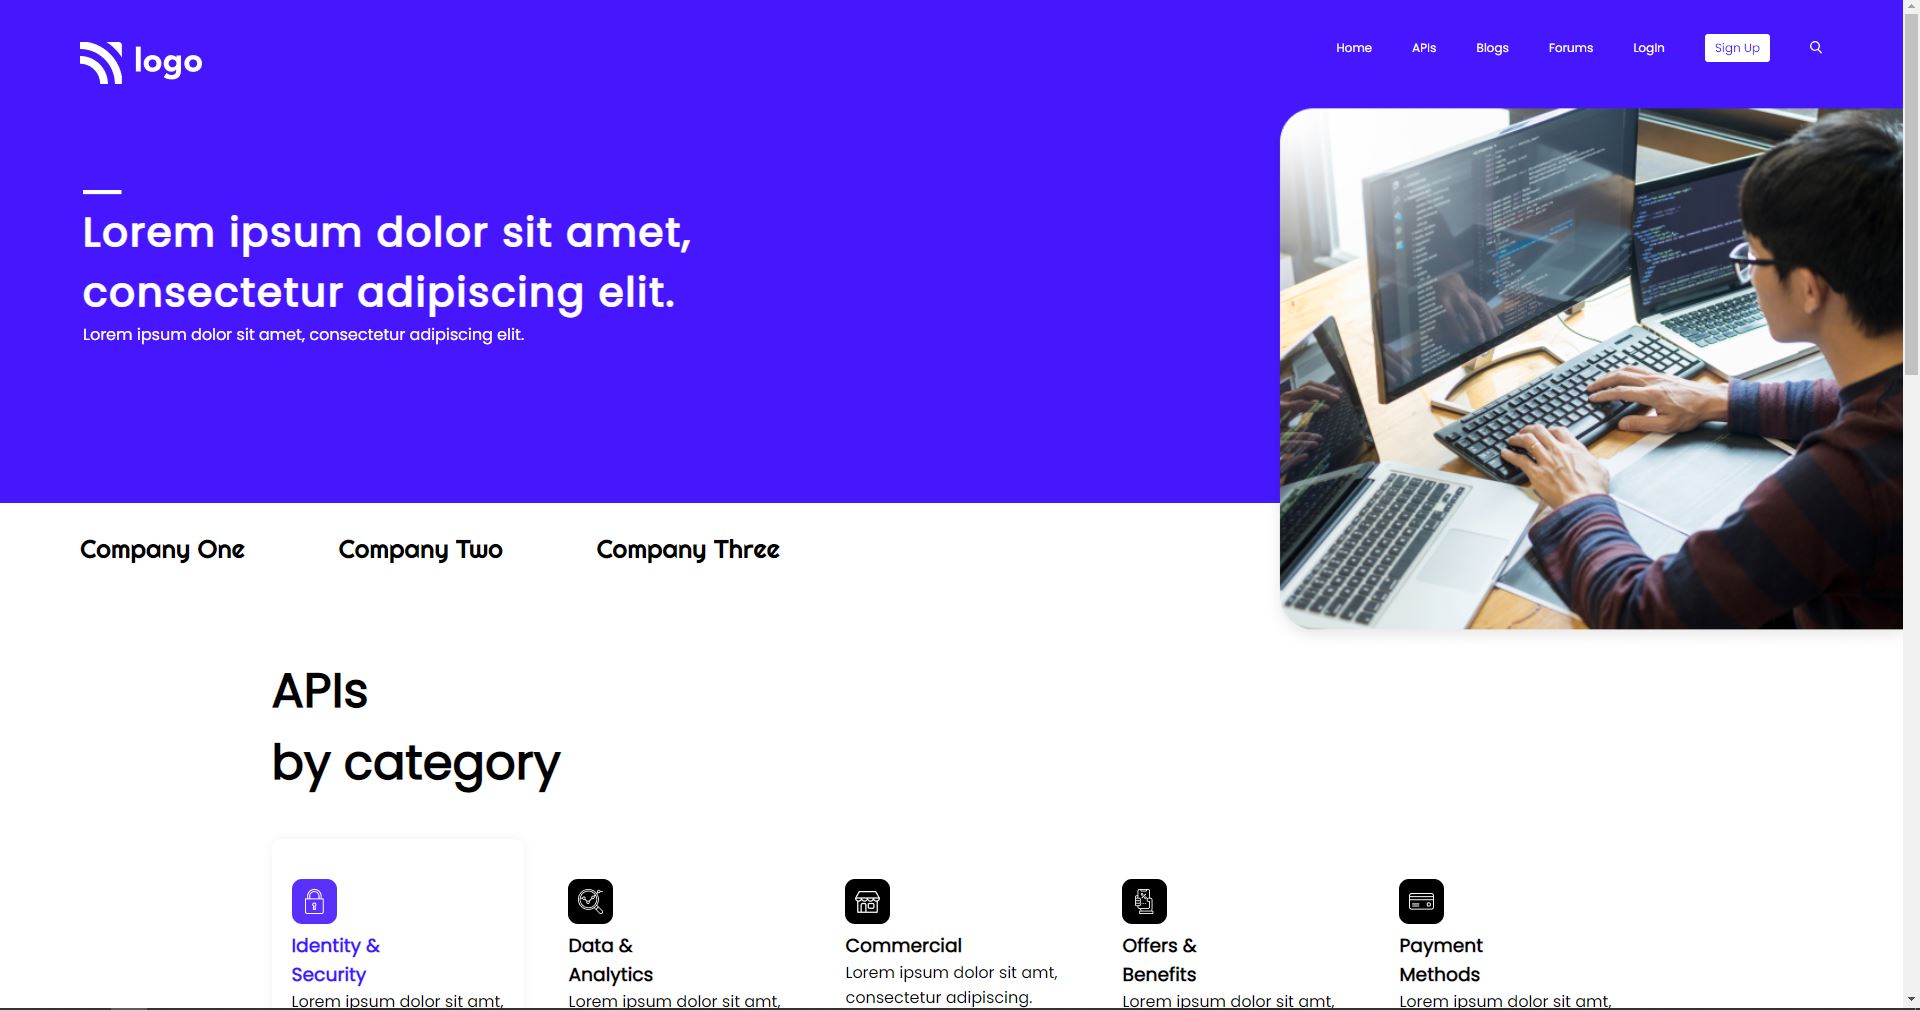 logo
Home APIs Blogs Forums LogIn Sign Up
Lorem ipsum dolor sit amet,
consectetur adipiscing elit.
Lorem ipsum dolor sit amet, consectetur adipiscing elit.
Company One Company Two Company Three
APIs
by category
Identity &
Security
Lorem ipsum dolor sit amt,
Data &
Analytics
Lorem ipsum dolor sit amt,
Commercial
Lorem ipsum dolor sit amt,
consectetur adipiscing.
Offers &
Benefits
Lorem ipsum dolor sit amt,
Payment
Methods
Lorem ipsum dolor sit amt,